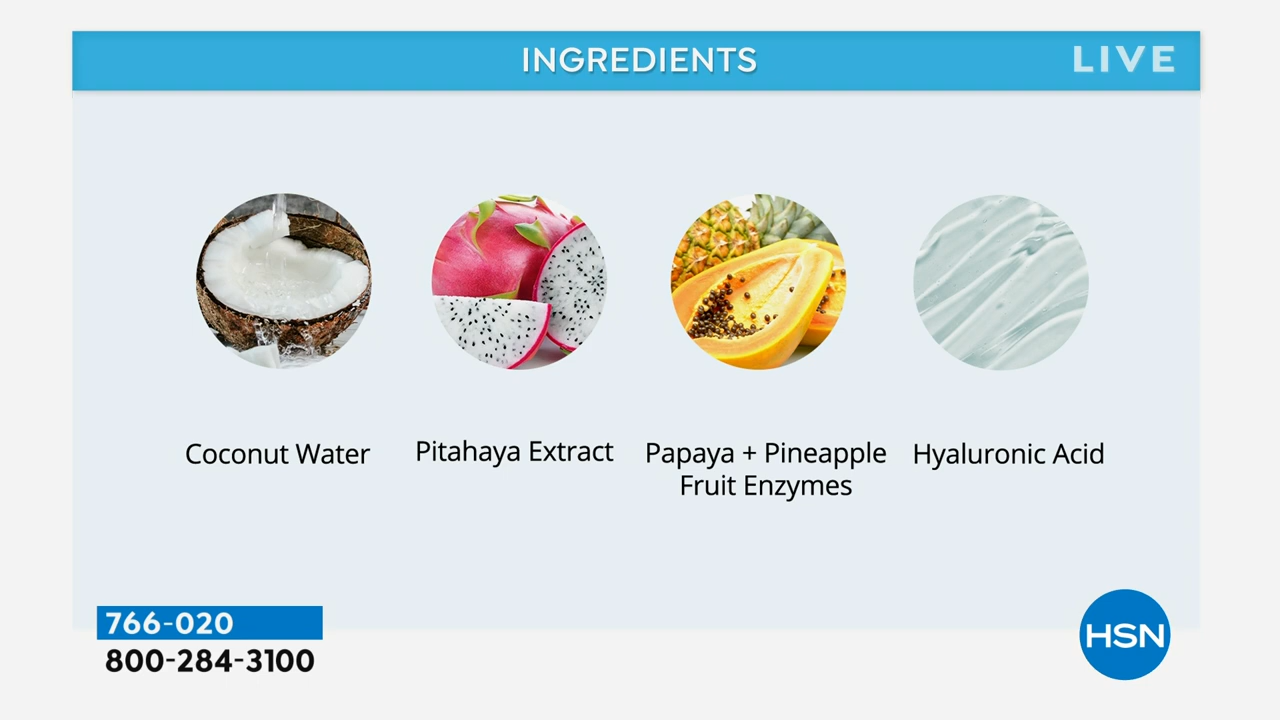 INGREDIENTS
LIVE
Coconut Water
Pitahaya Extract
Papaya + Pineapple
Fruit Enzymes
Hyaluronic Acid
766-020
800-284-3100
HSN